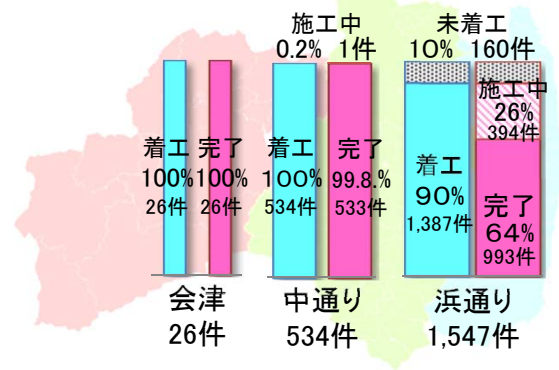 施工中
0.2% 1件
未着工
10% 160件
着工
100%
26件
完了
100%
26件
会津
26件
着工
100%
534件
完了
99.8.%
533件
中通り
534件
着工
90%
1,387件
施工中
26%
394件
完了
64%
993件
浜通り
1,547件